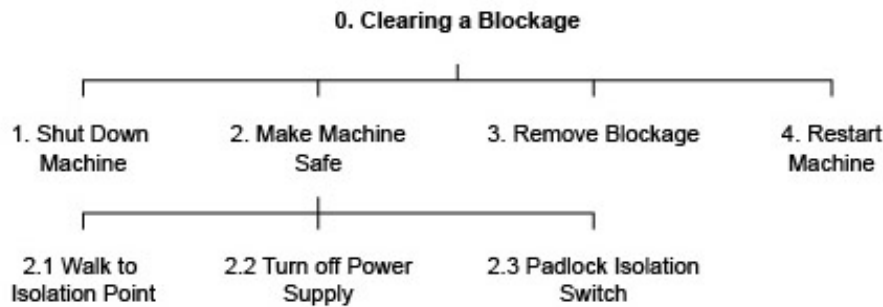 0. Clearing a Blockage
1. Shut Down
Machine
2. Make Machine
Safe
3. Remove Blockage
4. Restart
Machine
2.1 Walk to
Isolation Point
2.2 Turn off Power
Supply
2.3 Padlock Isolation
Switch